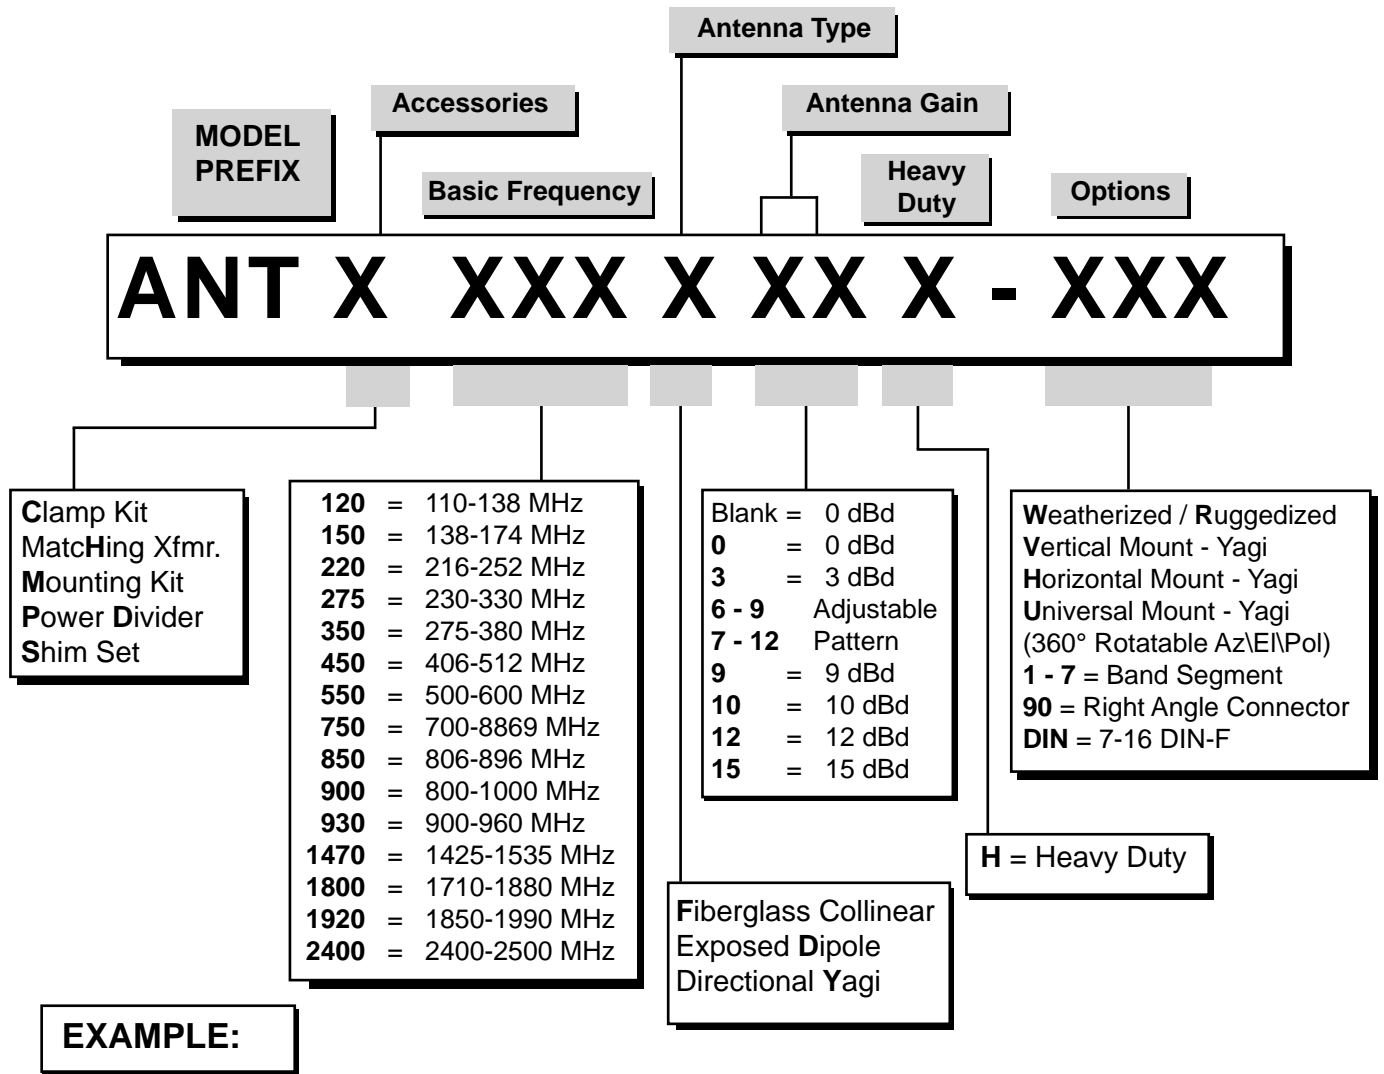 Antenna Type
Accessories
Antenna Gain
MODEL
PREFIX
Basic Frequency
Heavy
Duty
Options
ANT X XXX X XX X - XXX
Clamp Kit
MatcHing Xfmr.
Mounting Kit
Power Divider
Shim Set
120 = 110-138 MHz
150 = 138-174 MHz
220 = 216-252 MHz
275 = 230-330 MHz
350 = 275-380 MHz
450 = 406-512 MHz
550 = 500-600 MHz
750 = 700-8869 MHz
850 = 806-896 MHz
900 = 800-1000 MHz
930 = 900-960 MHz
1470 = 1425-1535 MHz
1800 = 1710-1880 MHz
1920 = 1850-1990 MHz
2400 = 2400-2500 MHz
Fiberglass Collinear
Exposed Dipole
Directional Yagi
Blank = 0 dBd
0 = 0 dBd
3 = 3 dBd
6 - 9 Adjustable
7 - 12 Pattern
9 = 9 dBd
10 = 10 dBd
12 = 12 dBd
15 = 15 dBd
H = Heavy Duty
Weatherized / Ruggedized
Vertical Mount - Yagi
Horizontal Mount - Yagi
Universal Mount - Yagi
(360° Rotatable Az\El\Pol)
1 - 7 = Band Segment
90 = Right Angle Connector
DIN = 7-16 DIN-F
EXAMPLE: